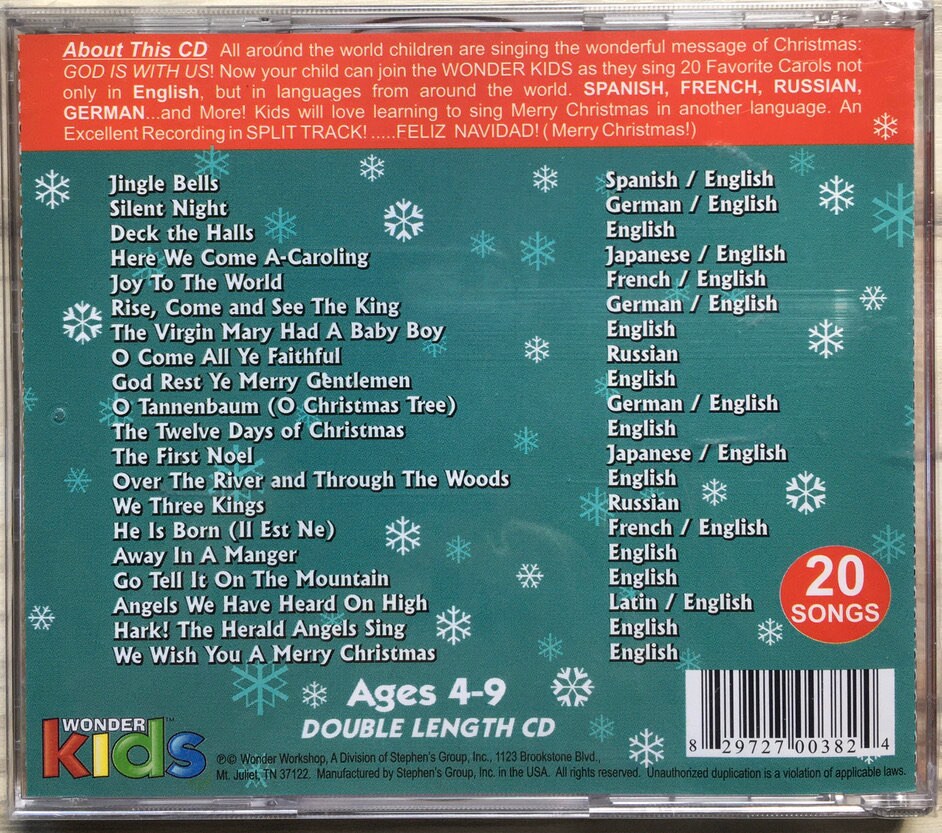 About This CD All around the world children are singing the wonderful message of Christmas:
GOD IS WITH US! Now your child can join the WONDER KIDS as they sing 20 Favorite Carols not
only in English, but in languages from around the world. SPANISH, FRENCH, RUSSIAN,
GERMAN...and More! Kids will love learning to sing Merry Christmas in another language. An
Excellent Recording in SPLIT TRACK! .....FELIZ NAVIDAD! ( Merry Christmas!)
Jingle Bells Spanish / English
Silent Night German / English
Deck the Halls English
Here We Come A-Caroling Japanese / English
Joy To The World French / English
Rise, Come and See The King German / English
The Virgin Mary Had A Baby Boy English
O Come All Ye Faithful Russian
God Rest Ye Merry Gentlemen English
O Tannenbaum (O Christmas Tree) German / English
The Twelve Days of Christmas English
The First Noel Japanese / English
Over The River and Through The Woods English
We Three Kings Russian
He Is Born (Il Est Ne) French / English
Away In A Manger English
Go Tell It On The Mountain English
Angels We Have Heard On High Latin / English
Hark! The Herald Angels Sing English
We Wish You A Merry Christmas English
20
SONGS
Ages 4-9
DOUBLE LENGTH CD
WONDER
kids™
℗© Wonder Workshop, A Division of Stephen's Group, Inc., 1123 Brookstone Blvd.,
Mt. Juliet, TN 37122. Manufactured by Stephen's Group, Inc. in the USA. All rights reserved. Unauthorized duplication is a violation of applicable laws.
8 29727 00382 4